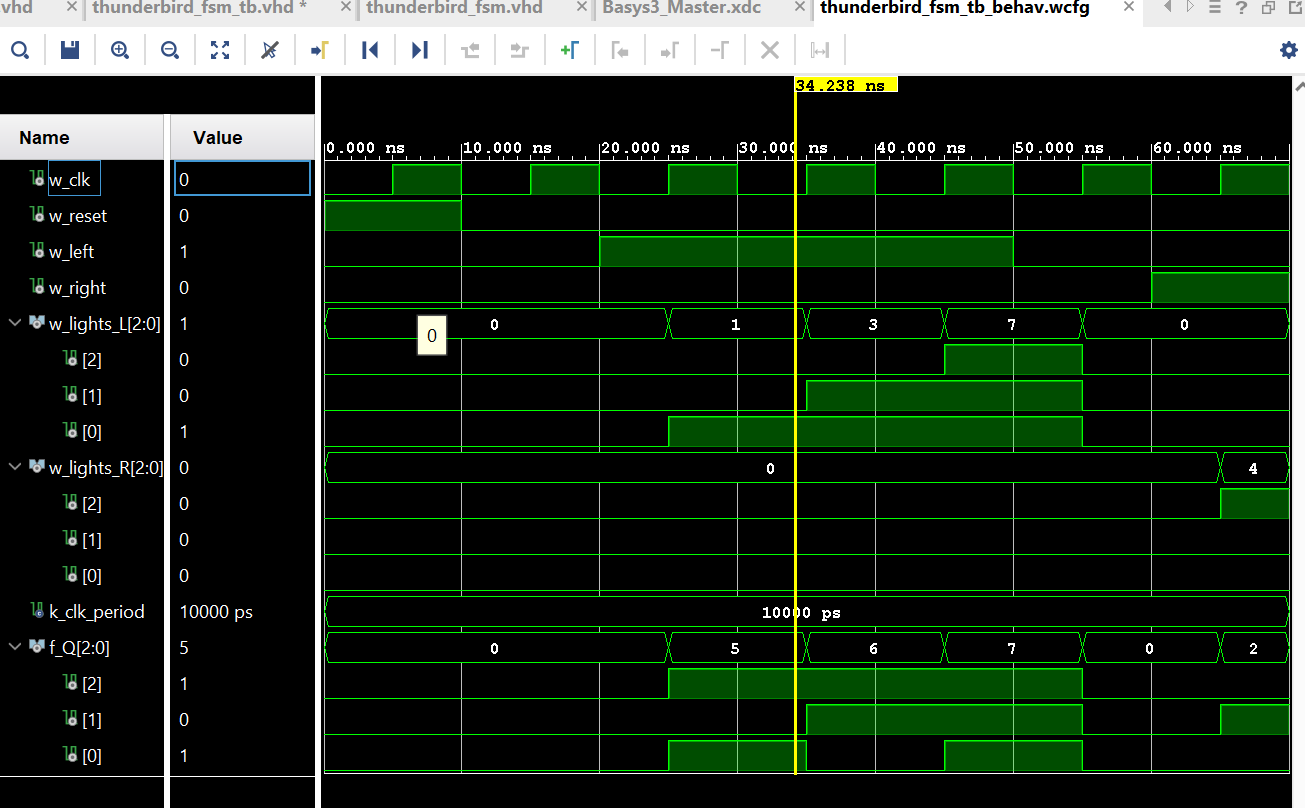 vhd × thunderbird_fsm_tb.vhd * × thunderbird_fsm.vhd × Basys3_Master.xdc × thunderbird_fsm_tb_behav.wcfg ×
34.238 ns
Name Value
0.000 ns 10.000 ns 20.000 ns 30.000 ns 40.000 ns 50.000 ns 60.000 ns
w_clk 0
w_reset 0
w_left 1
w_right 0
w_lights_L[2:0] 1 0 1 3 7 0
0
[2] 0
[1] 0
[0] 1
w_lights_R[2:0] 0 0 4
[2] 0
[1] 0
[0] 0
k_clk_period 10000 ps 10000 ps
f_Q[2:0] 5 0 5 6 7 0 2
[2] 1
[1] 0
[0] 1